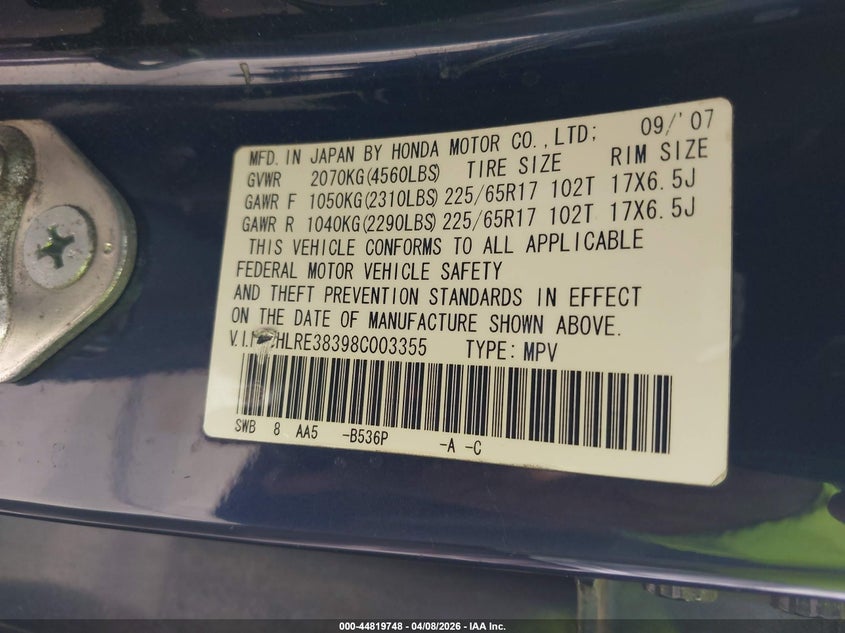 MFD. IN JAPAN BY HONDA MOTOR CO.,LTD; 09/'07
GVWR 2070KG(4560LBS) TIRE SIZE RIM SIZE
GAWR F 1050KG(2310LBS) 225/65R17 102T 17X6.5J
GAWR R 1040KG(2290LBS) 225/65R17 102T 17X6.5J
THIS VEHICLE CONFORMS TO ALL APPLICABLE
FEDERAL MOTOR VEHICLE SAFETY
AND THEFT PREVENTION STANDARDS IN EFFECT
ON THE DATE OF MANUFACTURE SHOWN ABOVE.
HLRE38398C003355 TYPE: MPV
SWB 8 AA5 -B536P -A -C
000-44819748 - 04/08/2026 - IAA Inc.